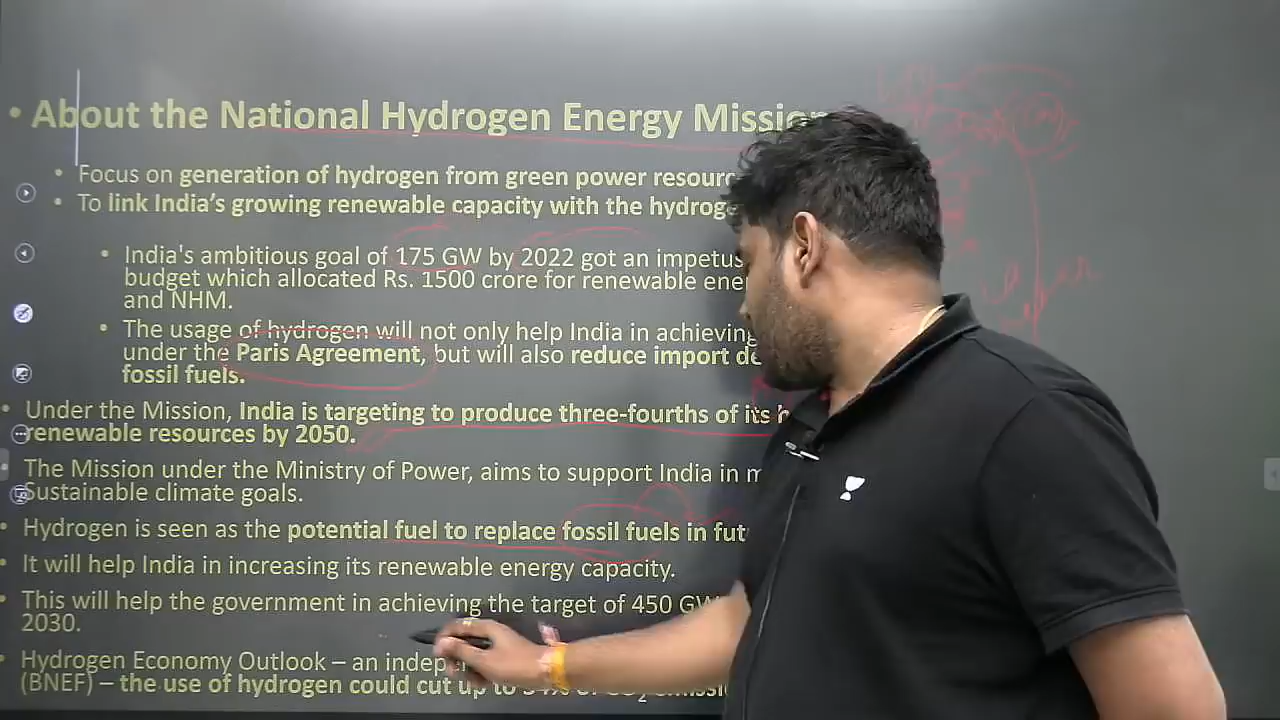 • About the National Hydrogen Energy Mission
• Focus on generation of hydrogen from green power
• To link India's growing renewable capacity with the
• India's ambitious goal of 175 GW by 2022 got an impetus
budget which allocated Rs. 1500 crore for renewable
and NHM.
• The usage of hydrogen will not only help India in achieving
under the Paris Agreement, but will also reduce import
fossil fuels.
• Under the Mission, India is targeting to produce three-fourths of its
renewable resources by 2050.
• The Mission under the Ministry of Power, aims to support India in
Sustainable climate goals.
• Hydrogen is seen as the potential fuel to replace fossil fuels in
• It will help India in increasing its renewable energy capacity.
• This will help the government in achieving the target of 450 GW
2030.
• Hydrogen Economy Outlook – an
(BNEF) – the use of hydrogen could cut up to